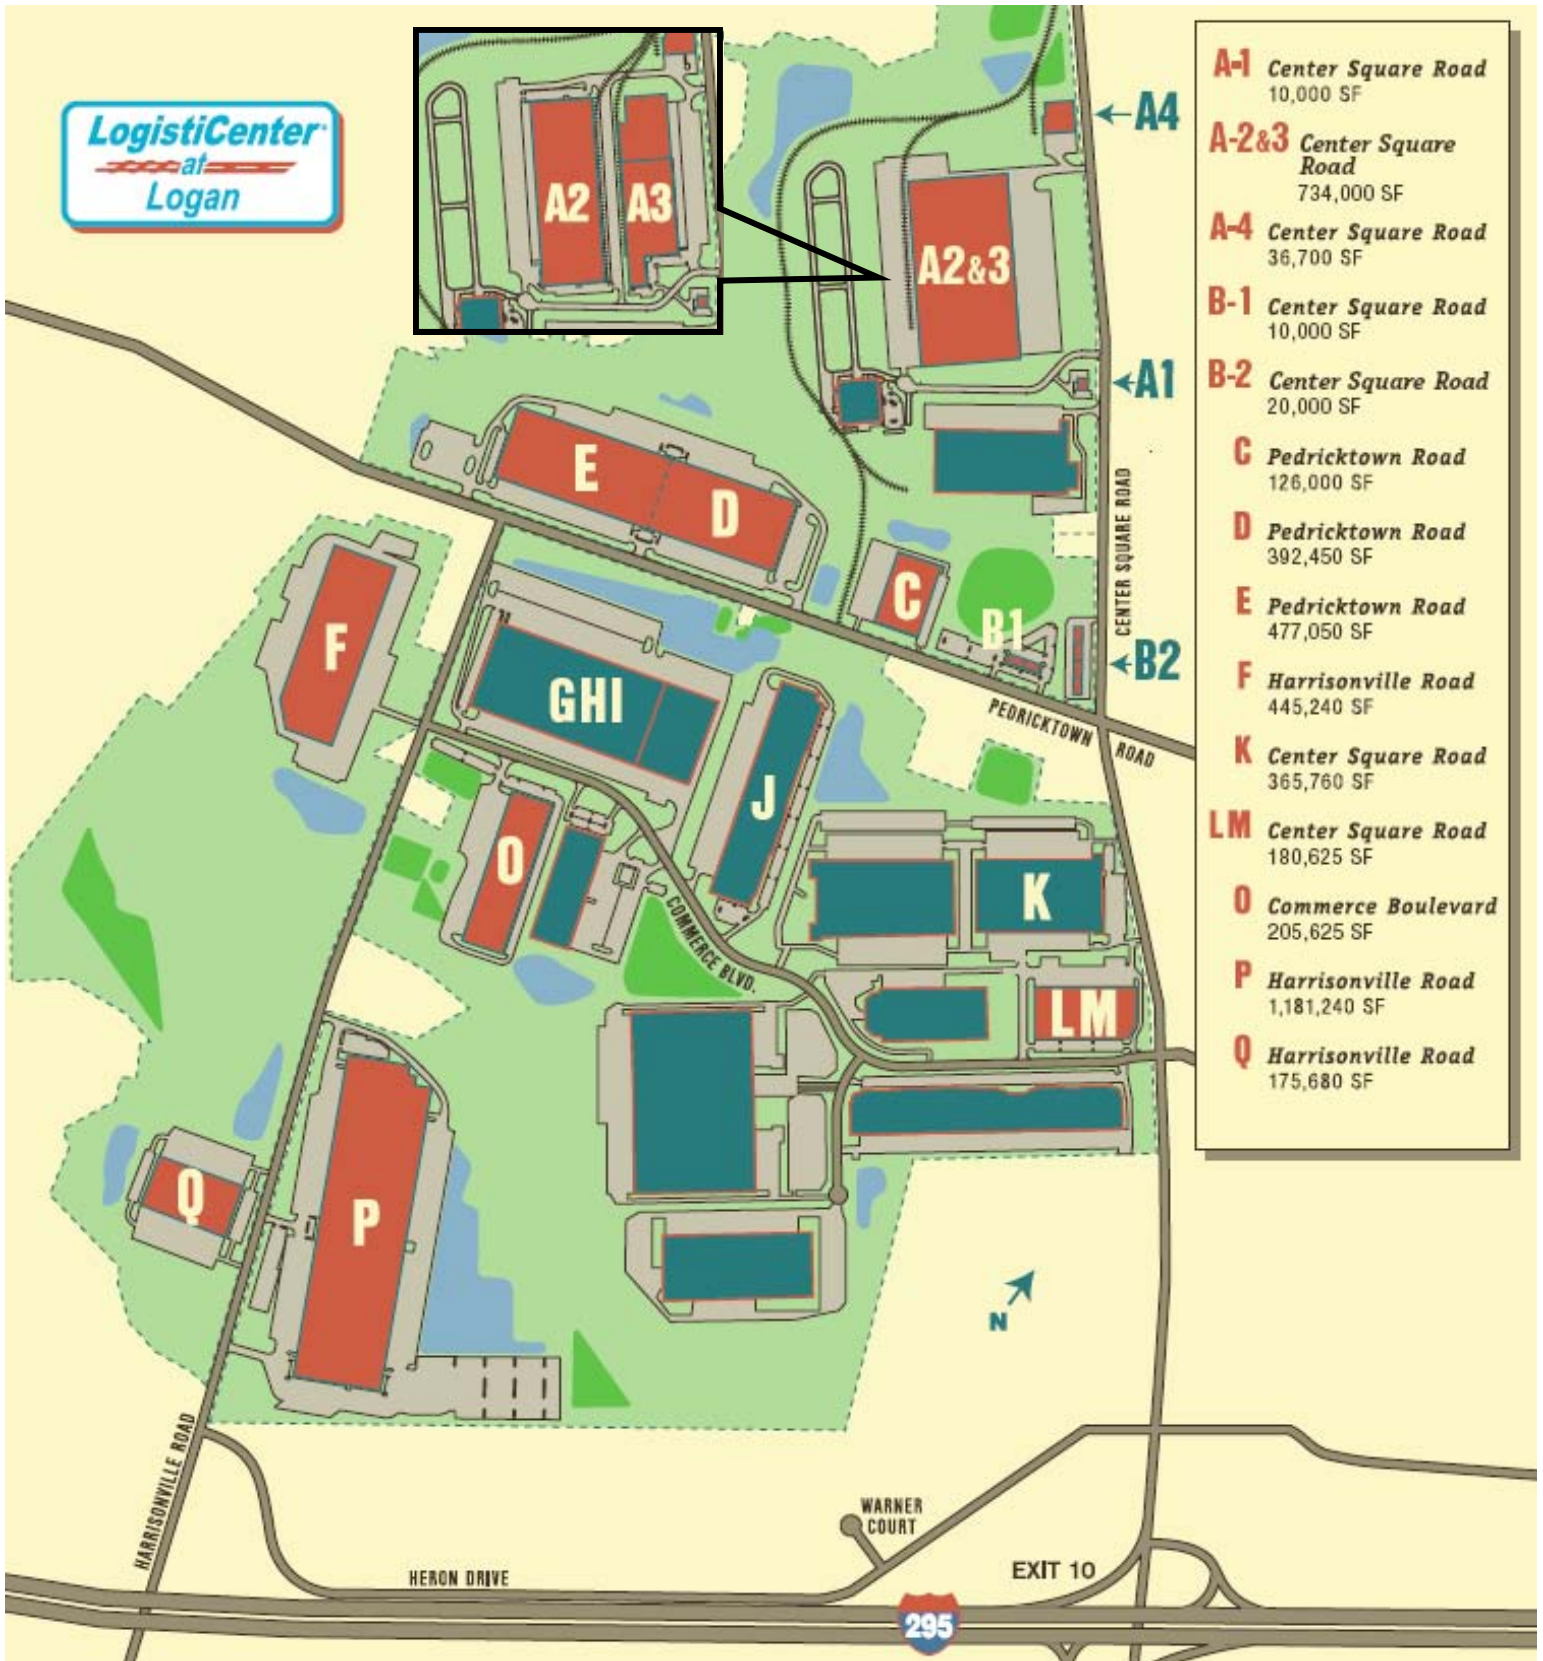 LogistiCenter
at
Logan
A2
A3
A2&3
A4
A1
E
D
C
B1
B2
F
GHI
J
O
K
LM
P
Q
CENTER SQUARE ROAD
PEDRICKTOWN
ROAD
COMMERCE BLVD.
HARRISONVILLE ROAD
HERON DRIVE
WARNER
COURT
EXIT 10
295
N
A-1 Center Square Road
10,000 SF
A-2&3 Center Square
Road
734,000 SF
A-4 Center Square Road
36,700 SF
B-1 Center Square Road
10,000 SF
B-2 Center Square Road
20,000 SF
C Pedricktown Road
126,000 SF
D Pedricktown Road
392,450 SF
E Pedricktown Road
477,050 SF
F Harrisonville Road
445,240 SF
K Center Square Road
365,760 SF
LM Center Square Road
180,625 SF
O Commerce Boulevard
205,625 SF
P Harrisonville Road
1,181,240 SF
Q Harrisonville Road
175,680 SF